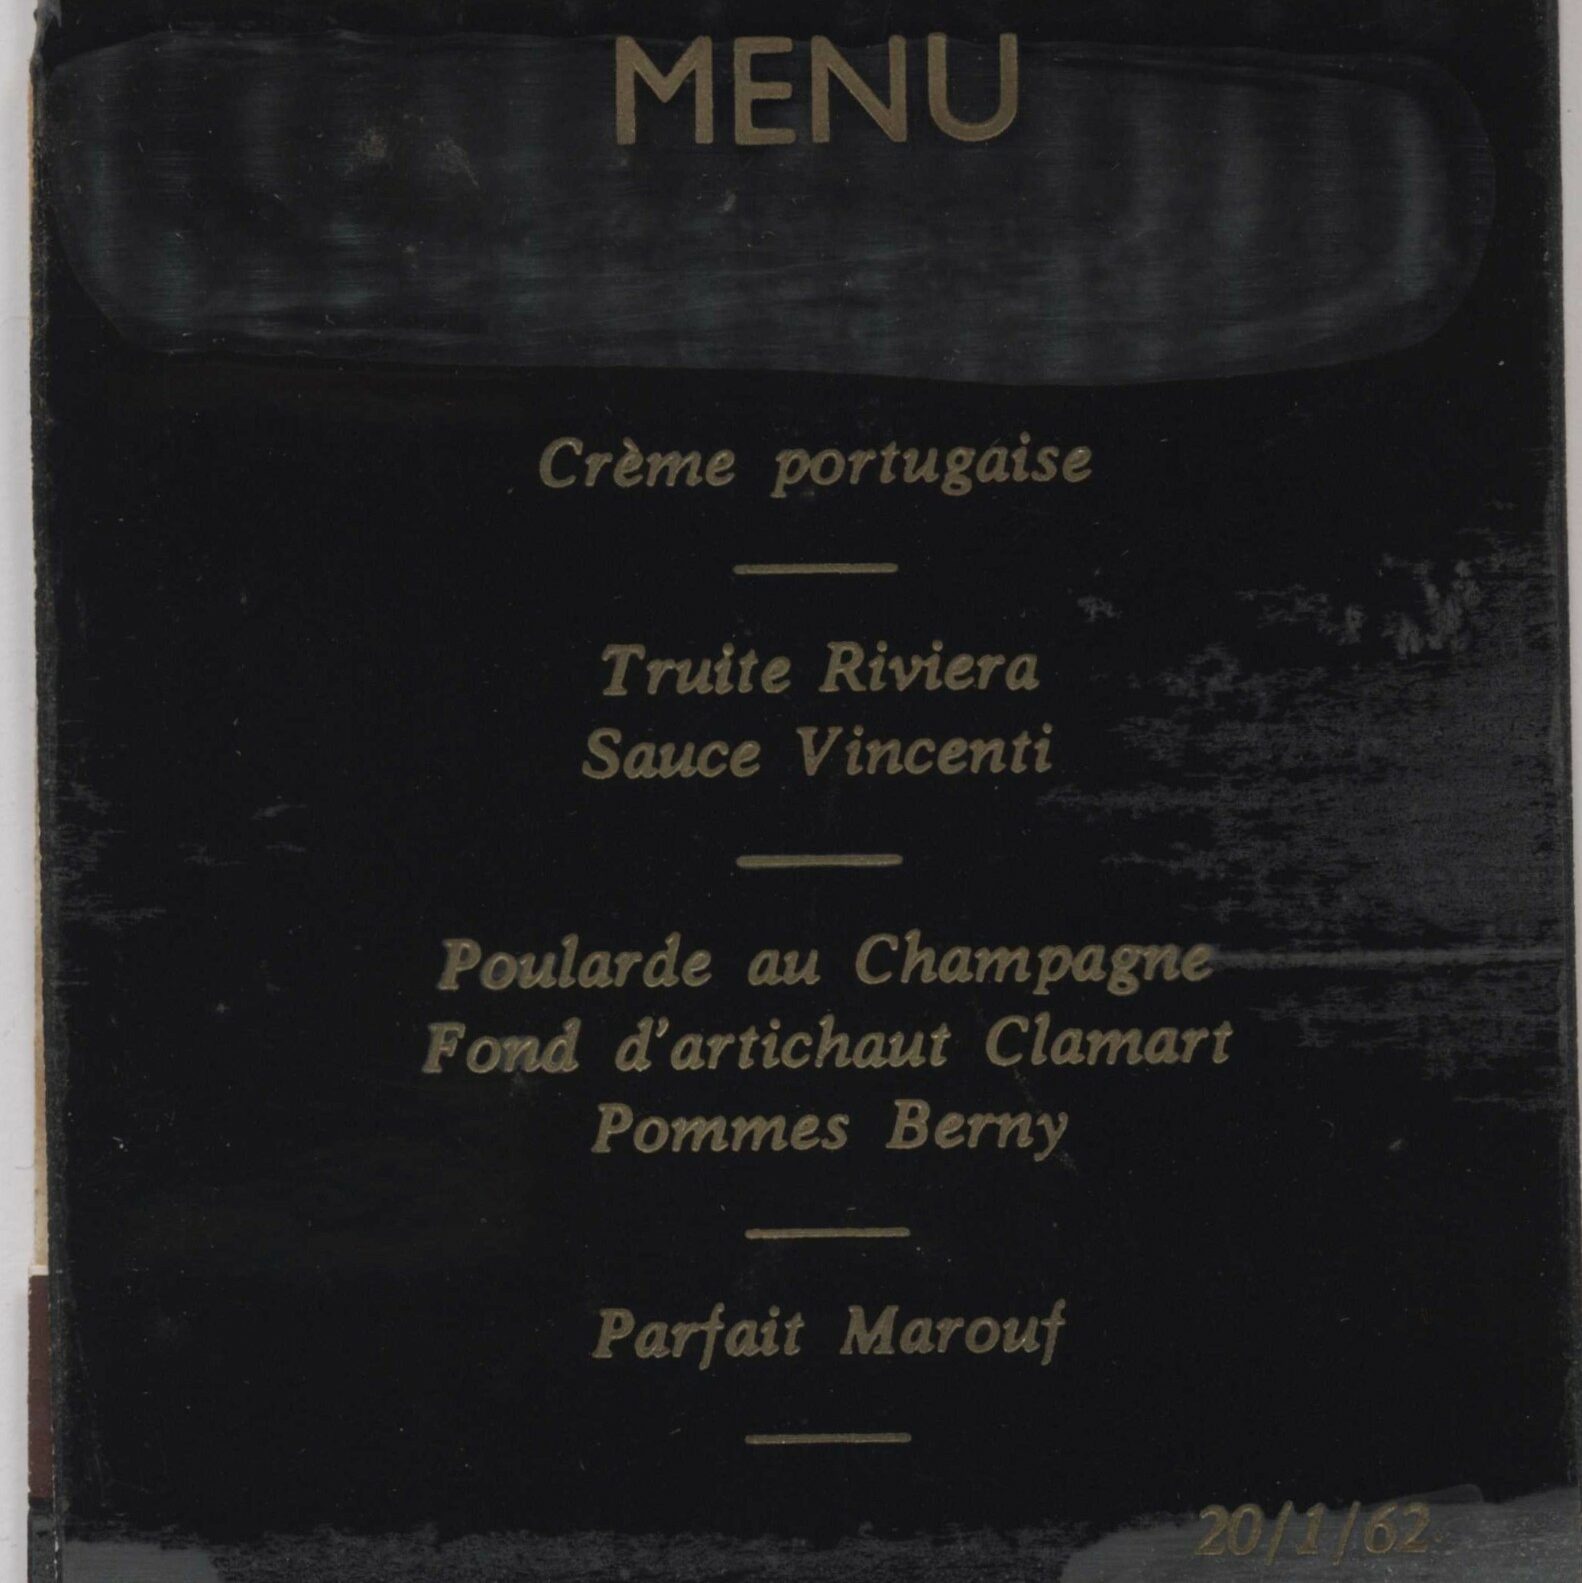 MENU
Crème portugaise
Truite Riviera
Sauce Vincenti
Poularde au Champagne
Fond d'artichaut Clamart
Pommes Berny
Parfait Marouf
20/1/62